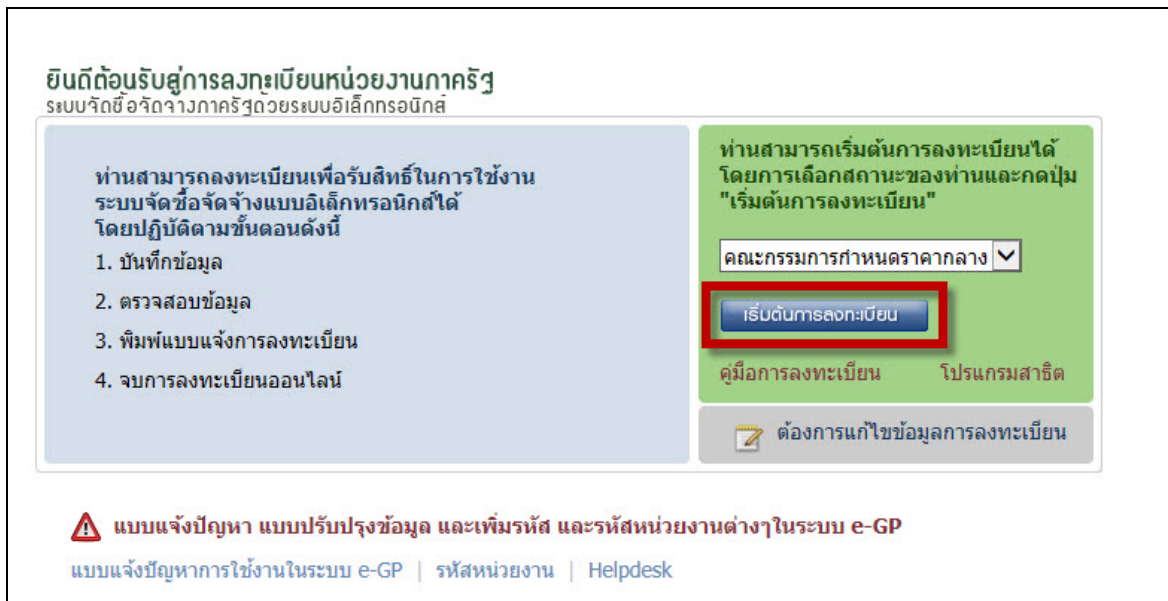 ยินดีต้อนรับสู่การลงทะเบียนหน่วยงานภาครัฐ
ระบบจัดซื้อจัดจ้างภาครัฐด้วยระบบอิเล็กทรอนิกส์
ท่านสามารถลงทะเบียนเพื่อรับสิทธิ์ในการใช้งาน
ระบบจัดซื้อจัดจ้างแบบอิเล็กทรอนิกส์ได้
โดยปฏิบัติตามขั้นตอนดังนี้
1. บันทึกข้อมูล
2. ตรวจสอบข้อมูล
3. พิมพ์แบบแจ้งการลงทะเบียน
4. จบการลงทะเบียนออนไลน์
ท่านสามารถเริ่มต้นการลงทะเบียนได้
โดยการเลือกสถานะของท่านและกดปุ่ม
"เริ่มต้นการลงทะเบียน"
คณะกรรมการกำหนดราคากลาง
เริ่มต้นการลงทะเบียน
คู่มือการลงทะเบียน โปรแกรมสาธิต
ต้องการแก้ไขข้อมูลการลงทะเบียน
แบบแจ้งปัญหา แบบปรับปรุงข้อมูล และเพิ่มรหัส และรหัสหน่วยงานต่างๆในระบบ e-GP
แบบแจ้งปัญหาการใช้งานในระบบ e-GP | รหัสหน่วยงาน | Helpdesk